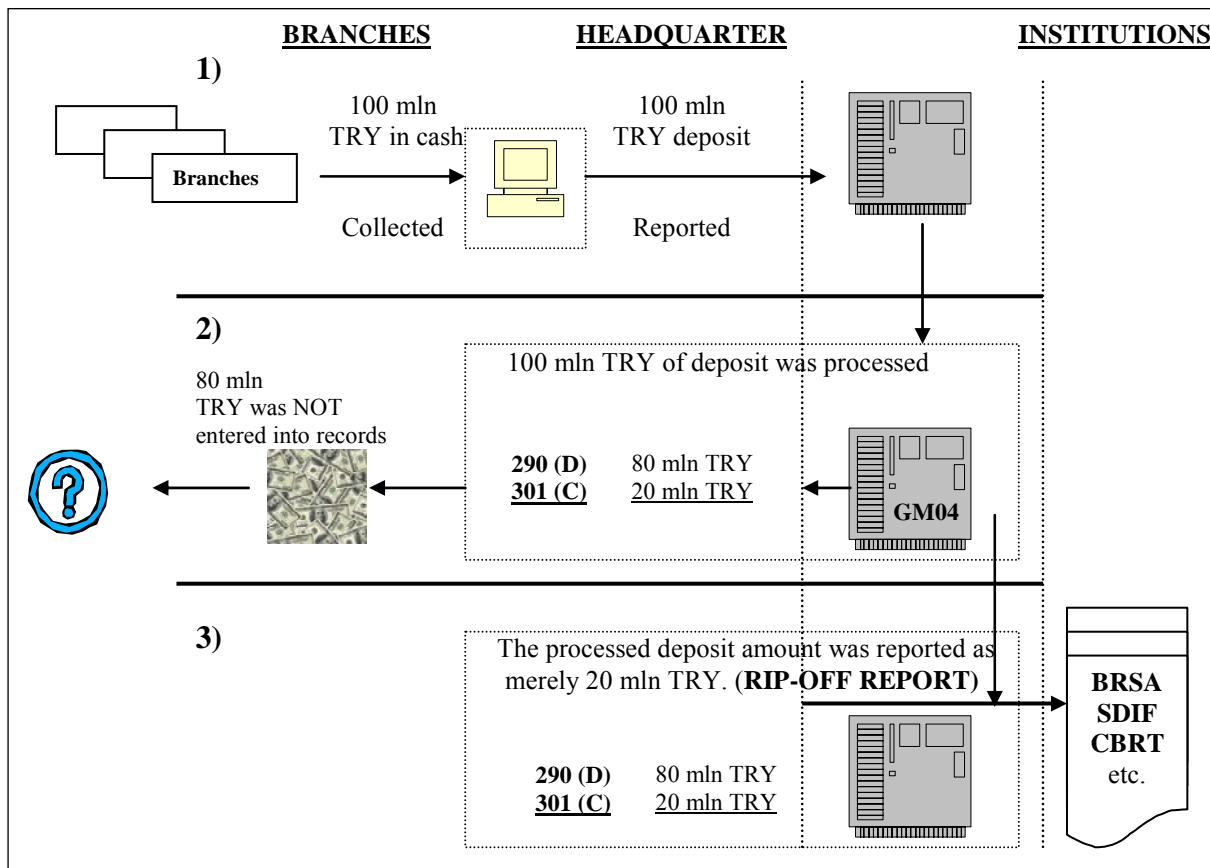 BRANCHES HEADQUARTER INSTITUTIONS
1)
100 mln
TRY in cash
100 mln
TRY deposit
Branches
Collected
Reported
2)
100 mln TRY of deposit was processed
80 mln
TRY was NOT
entered into records
290 (D) 80 mln TRY
301 (C) 20 mln TRY
GM04
3)
The processed deposit amount was reported as
merely 20 mln TRY. (RIP-OFF REPORT)
290 (D) 80 mln TRY
301 (C) 20 mln TRY
BRSA
SDIF
CBRT
etc.